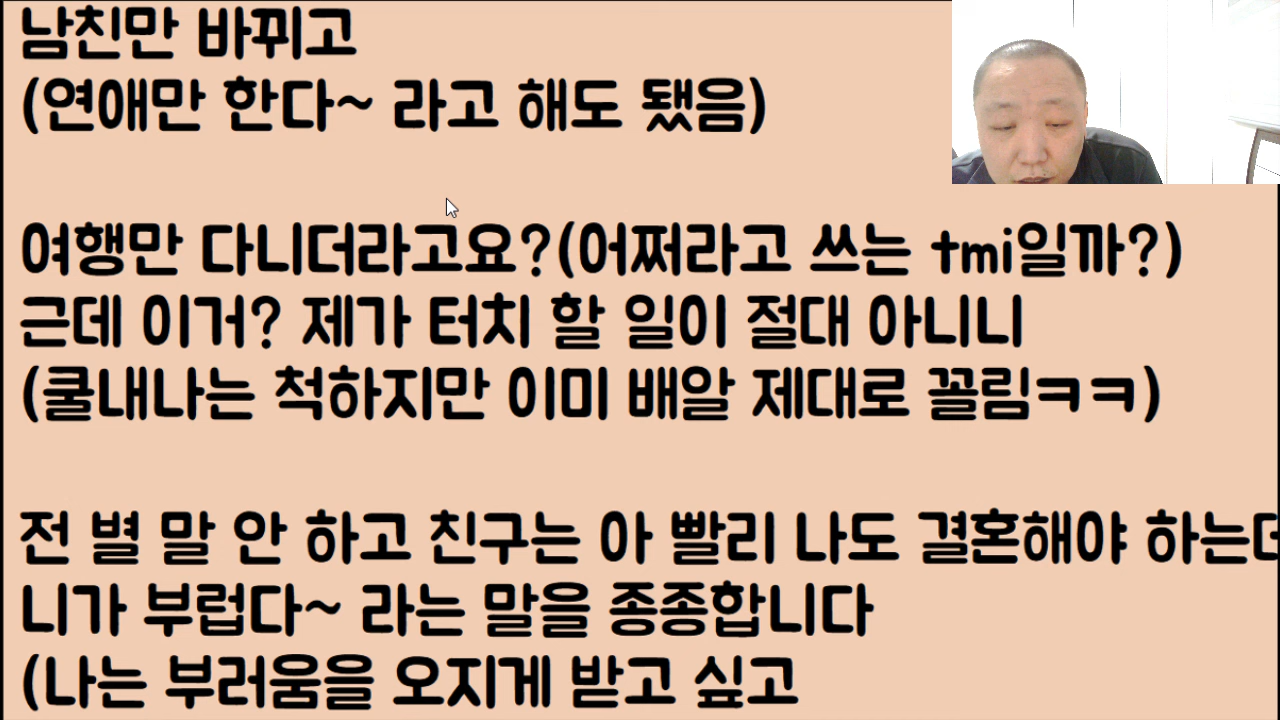 남친만 바뀌고
(연애만 한다~ 라고 해도 됐음)
여행만 다니더라고요?(어쩌라고 쓰는 tmi일까?)
근데 이거? 제가 터치 할 일이 절대 아니니
(쿨내나는 척하지만 이미 배알 제대로 꼴림ㅋㅋ)
전 별 말 안 하고 친구는 아 빨리 나도 결혼해야 하는데
니가 부럽다~ 라는 말을 종종합니다
(나는 부러움을 오지게 받고 싶고